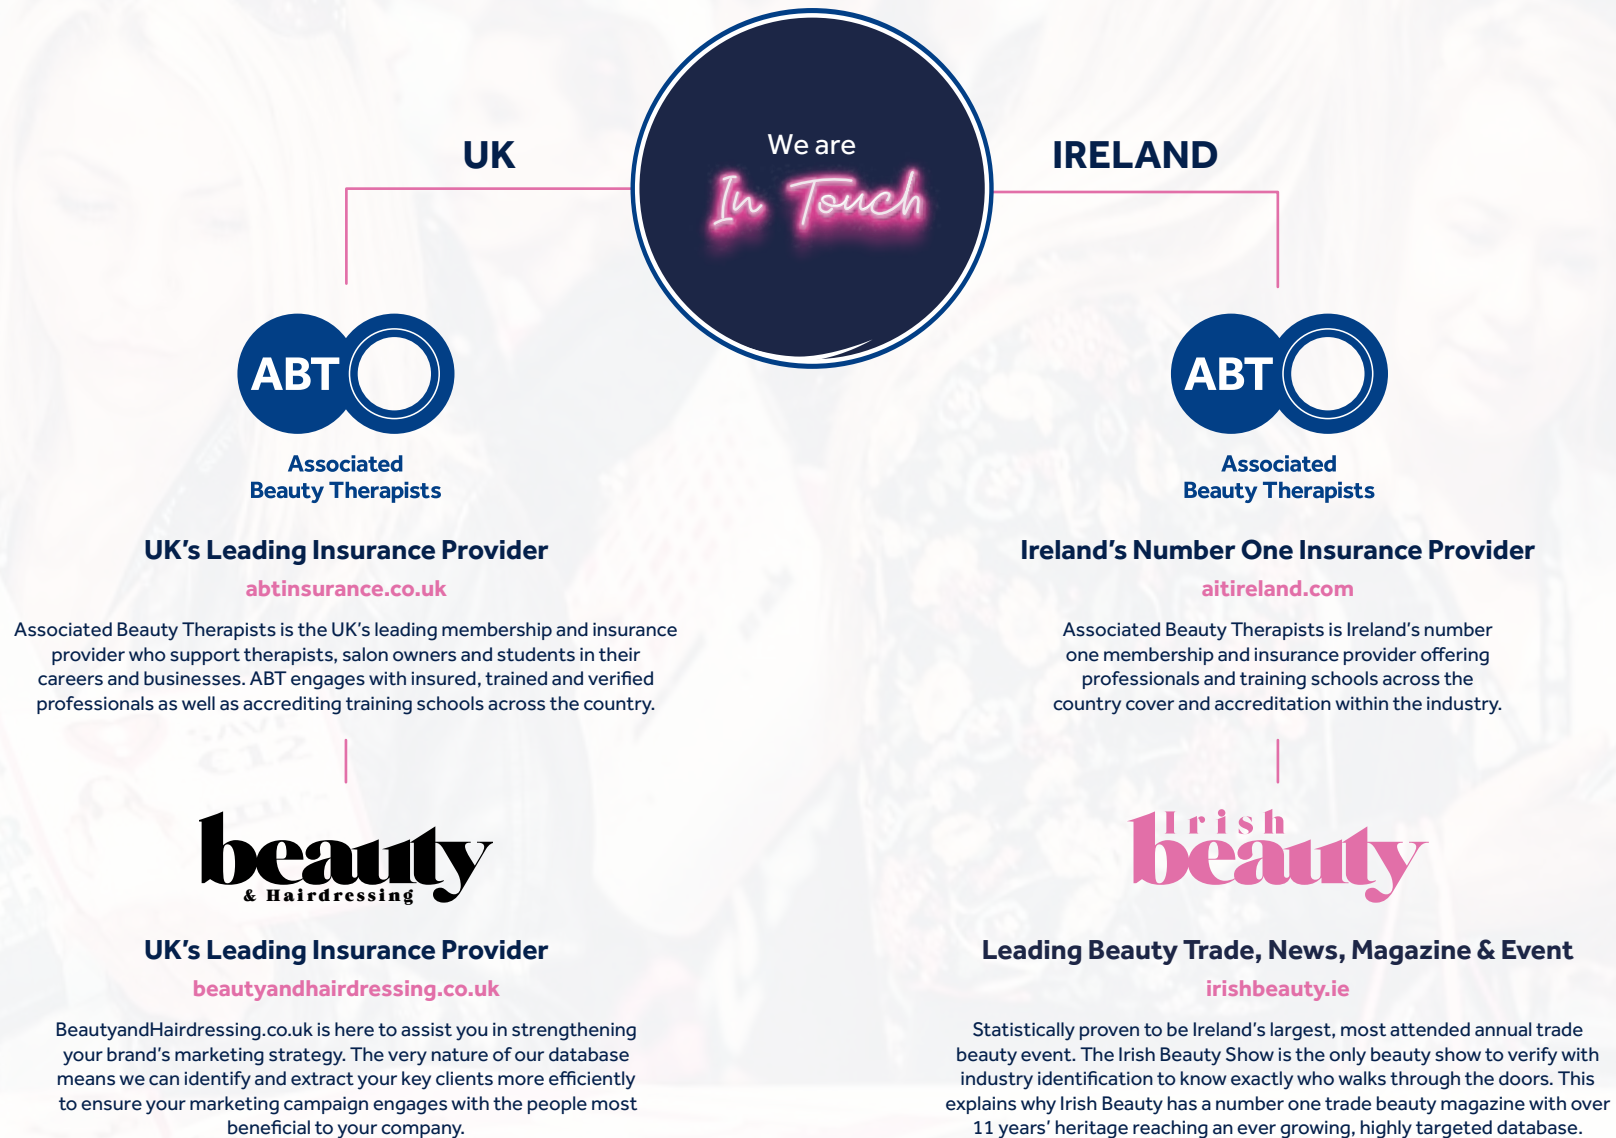 We are
In Touch
UK
IRELAND
ABT
Associated
Beauty Therapists
UK's Leading Insurance Provider
abtinsurance.co.uk
Associated Beauty Therapists is the UK's leading membership and insurance
provider who support therapists, salon owners and students in their
careers and businesses. ABT engages with insured, trained and verified
professionals as well as accrediting training schools across the country.
beauty
& Hairdressing
UK's Leading Insurance Provider
beautyandhairdressing.co.uk
BeautyandHairdressing.co.uk is here to assist you in strengthening
your brand's marketing strategy. The very nature of our database
means we can identify and extract your key clients more efficiently
to ensure your marketing campaign engages with the people most
beneficial to your company.
ABT
Associated
Beauty Therapists
Ireland's Number One Insurance Provider
aitireland.com
Associated Beauty Therapists is Ireland's number
one membership and insurance provider offering
professionals and training schools across the
country cover and accreditation within the industry.
Irish
beauty
Leading Beauty Trade, News, Magazine & Event
irishbeauty.ie
Statistically proven to be Ireland's largest, most attended annual trade
beauty event. The Irish Beauty Show is the only beauty show to verify with
industry identification to know exactly who walks through the doors. This
explains why Irish Beauty has a number one trade beauty magazine with over
11 years' heritage reaching an ever growing, highly targeted database.
SAVE
€12